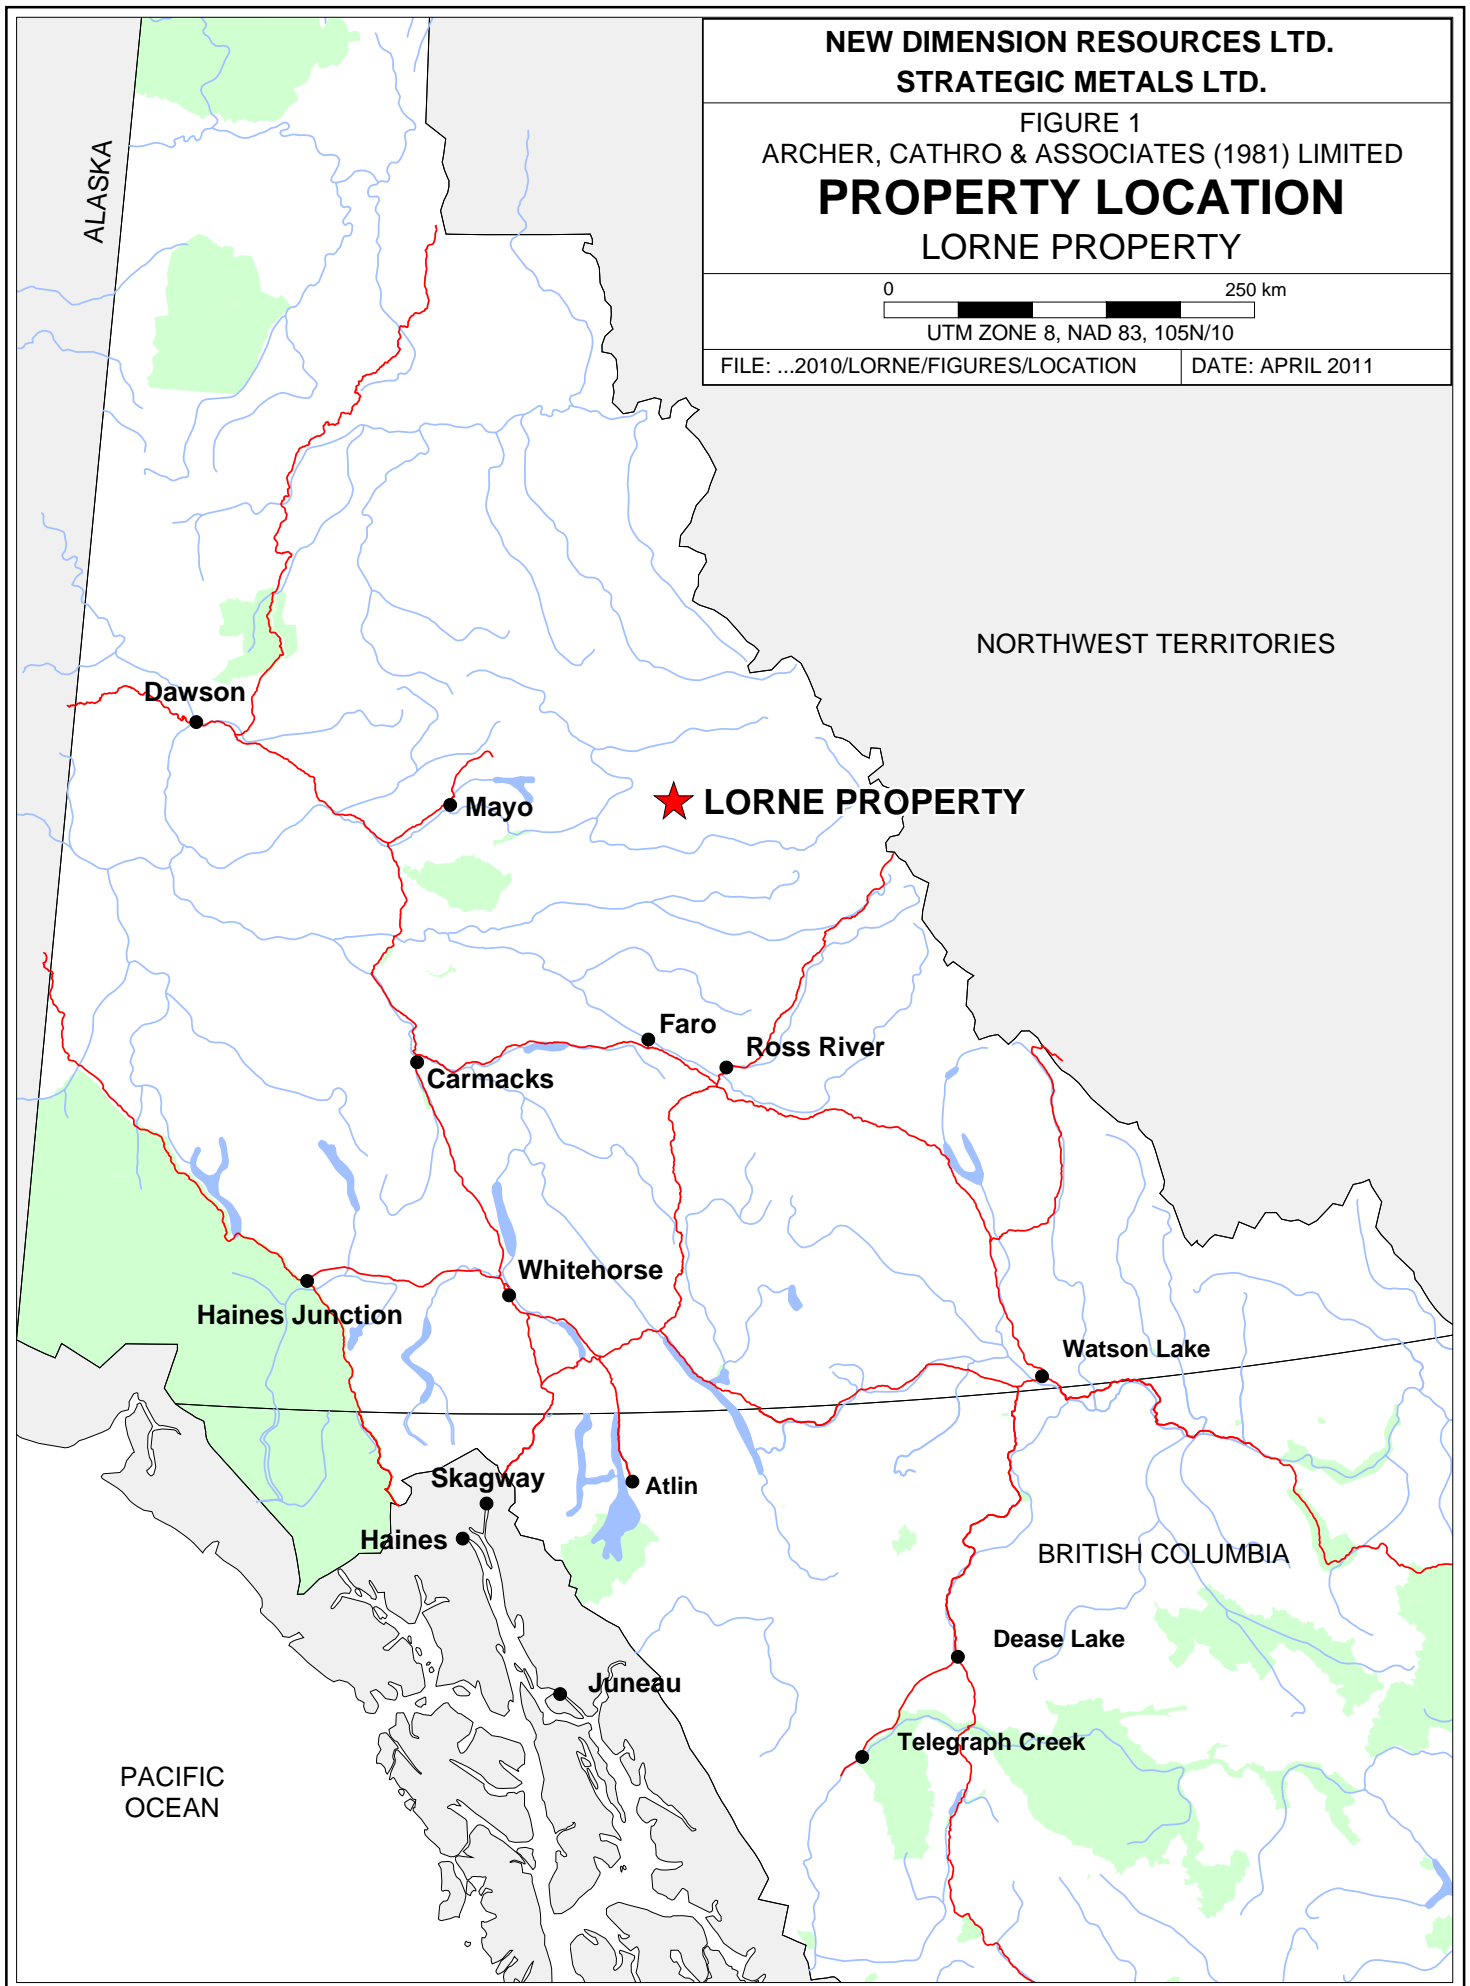 NEW DIMENSION RESOURCES LTD.
STRATEGIC METALS LTD.
FIGURE 1
ARCHER, CATHRO & ASSOCIATES (1981) LIMITED
PROPERTY LOCATION
LORNE PROPERTY
0 250 km
UTM ZONE 8, NAD 83, 105N/10
FILE: ...2010/LORNE/FIGURES/LOCATION DATE: APRIL 2011
ALASKA
NORTHWEST TERRITORIES
Dawson
Mayo
LORNE PROPERTY
Faro
Ross River
Carmacks
Whitehorse
Haines Junction
Watson Lake
Skagway
Atlin
Haines
BRITISH COLUMBIA
Dease Lake
Juneau
Telegraph Creek
PACIFIC
OCEAN